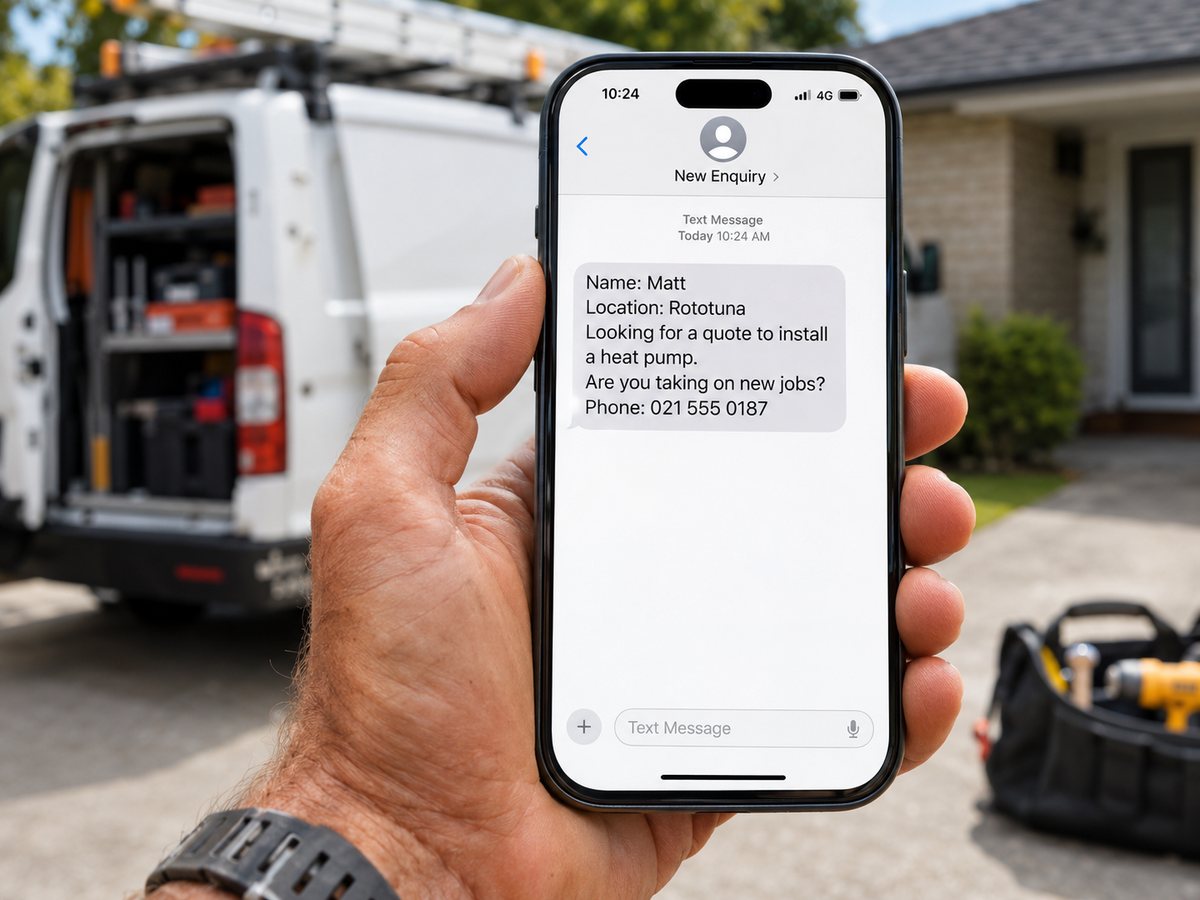 10:24
4G
New Enquiry
Text Message
Today 10:24 AM
Name: Matt
Location: Rototuna
Looking for a quote to install
a heat pump.
Are you taking on new jobs?
Phone: 021 555 0187
Text Message